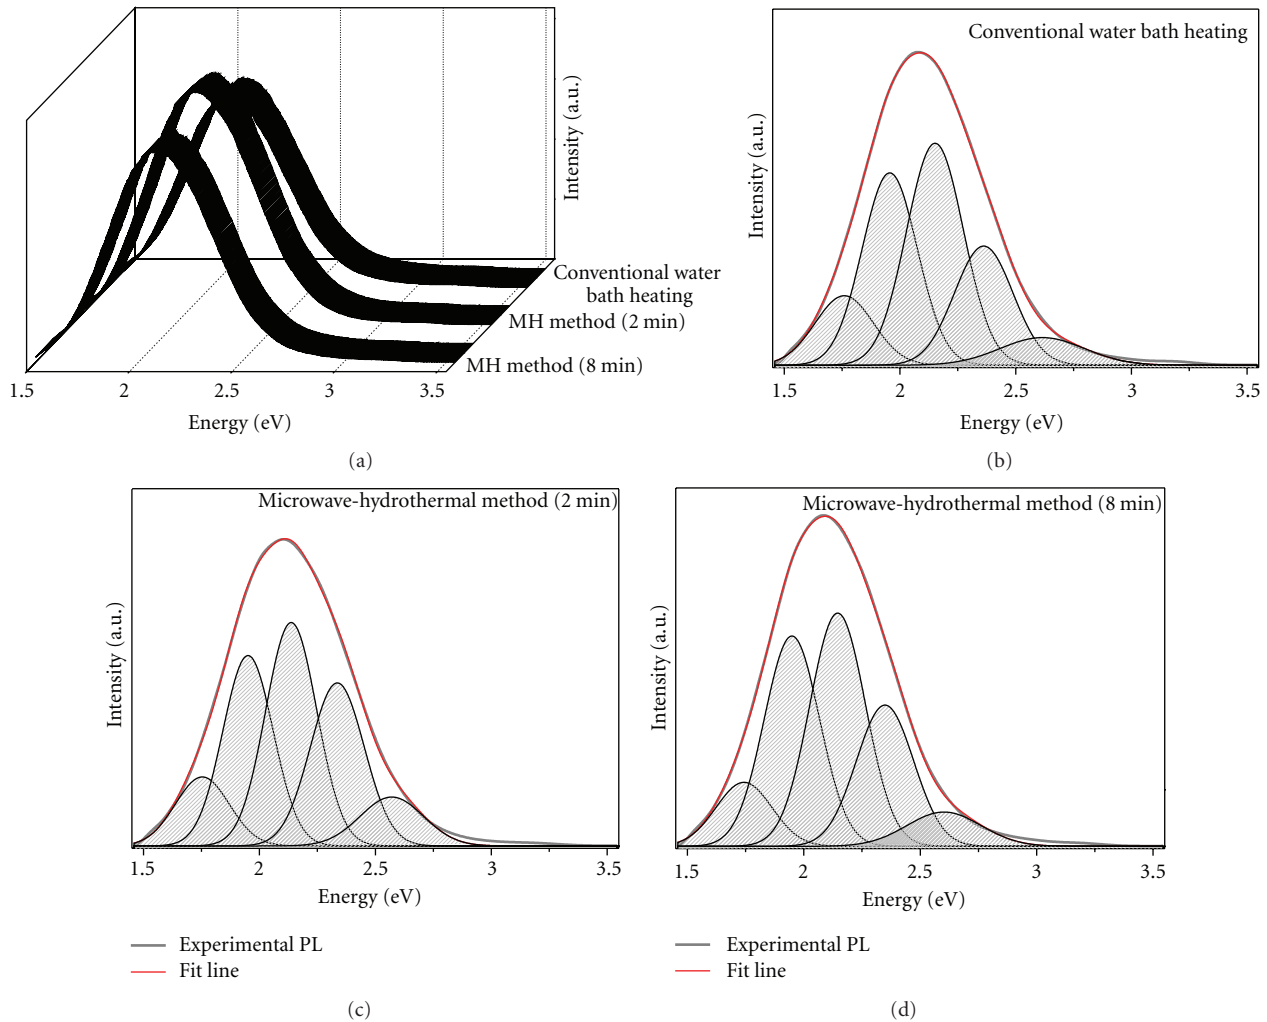 Intensity (a.u.)
Conventional water
bath heating
MH method (2 min)
MH method (8 min)
1.5 2 2.5 3 3.5
Energy (eV)
(a)
Conventional water bath heating
Intensity (a.u.)
1.5 2 2.5 3 3.5
Energy (eV)
(b)
Microwave-hydrothermal method (2 min)
Intensity (a.u.)
1.5 2 2.5 3 3.5
Energy (eV)
Experimental PL
Fit line
(c)
Microwave-hydrothermal method (8 min)
Intensity (a.u.)
1.5 2 2.5 3 3.5
Energy (eV)
Experimental PL
Fit line
(d)